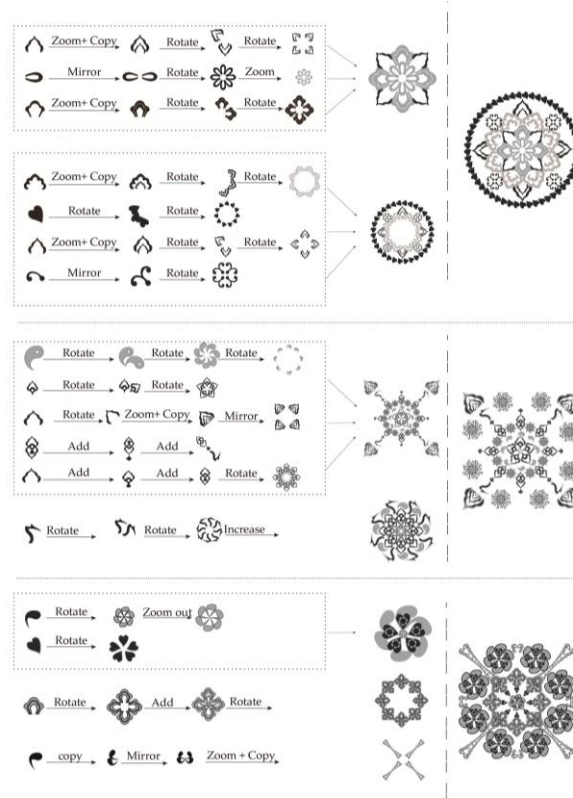 Zoom+ Copy Rotate Rotate
Mirror Rotate Zoom
Zoom+ Copy Rotate Rotate
Zoom+ Copy Rotate Rotate
Rotate Rotate
Zoom+ Copy Rotate Rotate
Mirror Rotate
Rotate Rotate Rotate
Rotate Rotate
Rotate Zoom+ Copy Mirror
Add Add
Add Add Rotate
Rotate Rotate Increase
Rotate Zoom out
Rotate
Rotate Add Rotate
copy Mirror Zoom + Copy